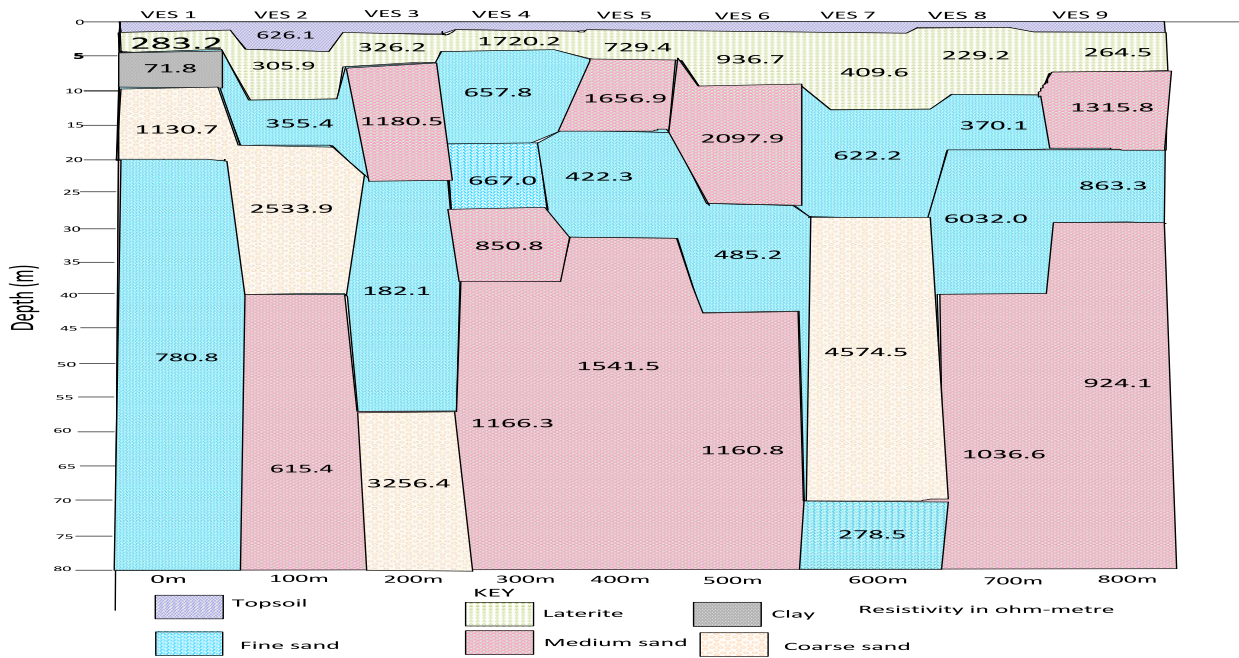 VES 1 VES 2 VES 3 VES 4 VES 5 VES 6 VES 7 VES 8 VES 9
0
626.1
283.2 326.2 1720.2 729.4 936.7 229.2 264.5
5
71.8 305.9 657.8 409.6
10
1656.9 1315.8
15
1130.7 355.4 1180.5 2097.9 370.1
20
667.0 422.3 622.2 863.3
25
2533.9 6032.0
30
850.8 485.2
35
182.1
40
45
780.8 1541.5 4574.5
50
924.1
55
1166.3
60
615.4 1160.8 1036.6
65
3256.4
70
278.5
75
80
Depth (m)
0m 100m 200m 300m 400m 500m 600m 700m 800m
KEY
Topsoil Laterite Clay Resistivity in ohm-metre
Fine sand Medium sand Coarse sand